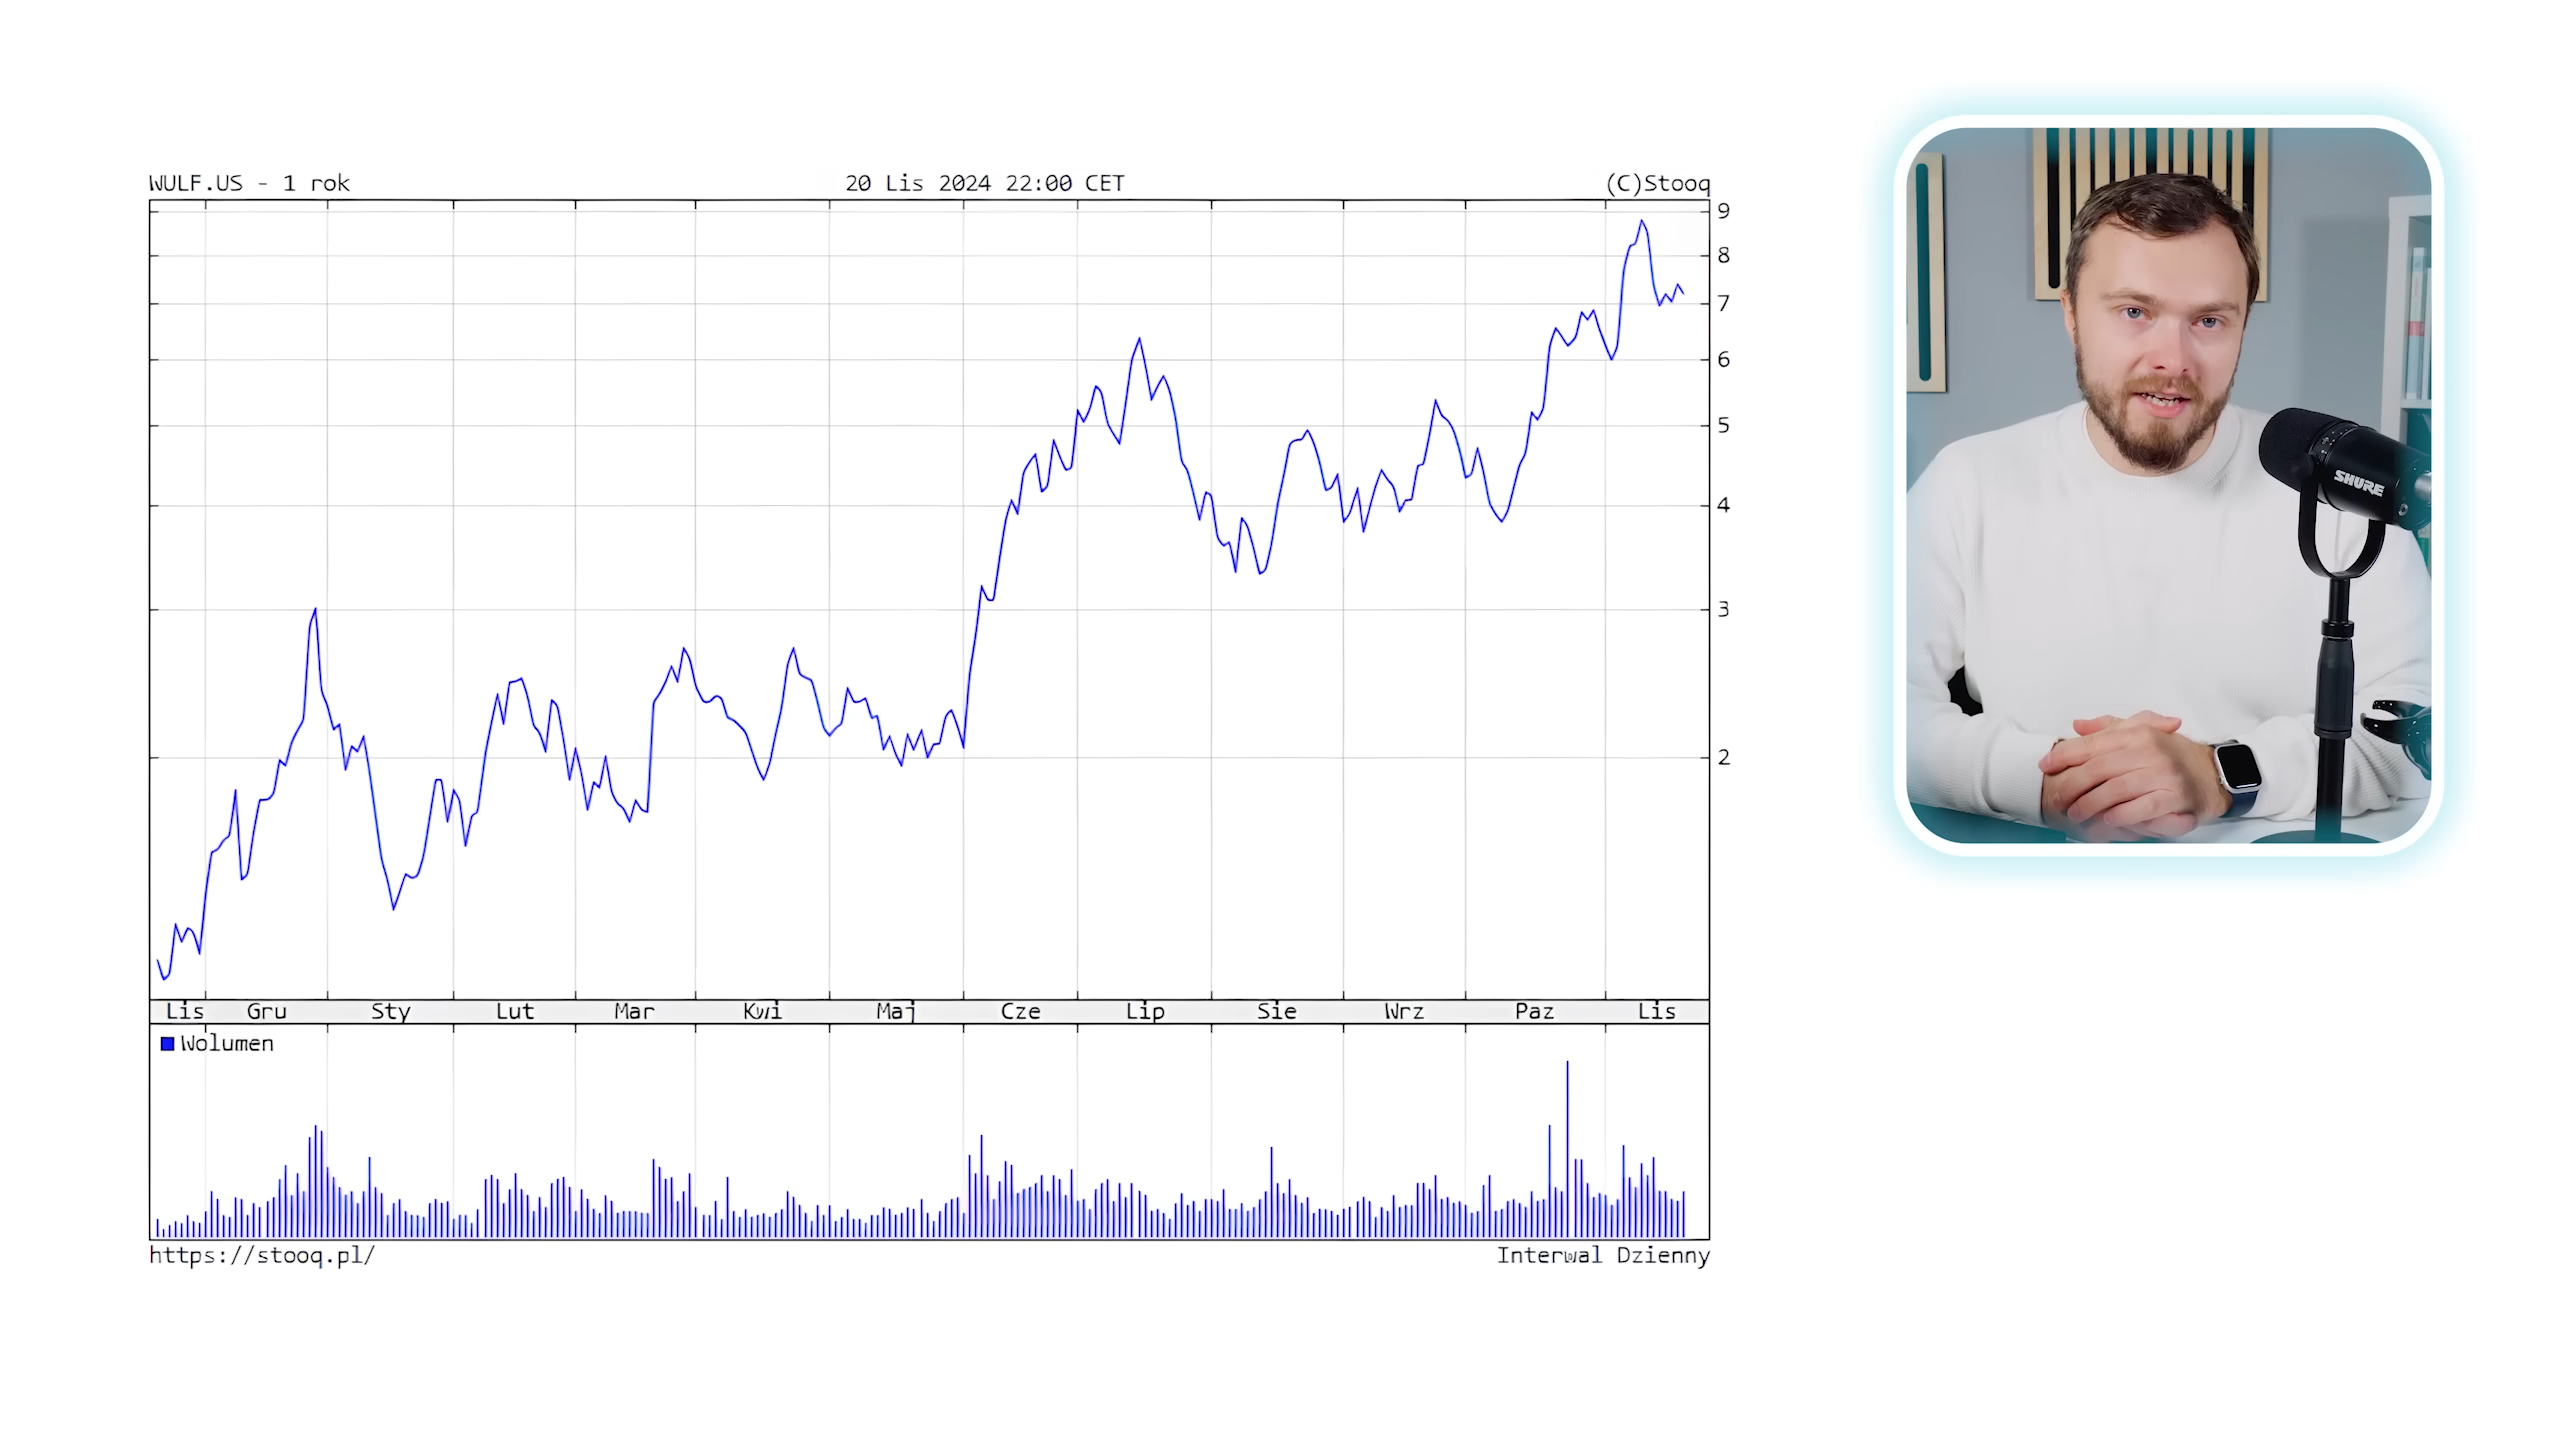 WULF.US - 1 rok 20 Lis 2024 22:00 CET (C)Stooq
9
8
7
6
5
4
3
2
Lis Gru Sty Lut Mar Kwi Maj Cze Lip Sie Wrz Paz Lis
Wolumen
https://stooq.pl/ Interwal Dzienny
SHURE